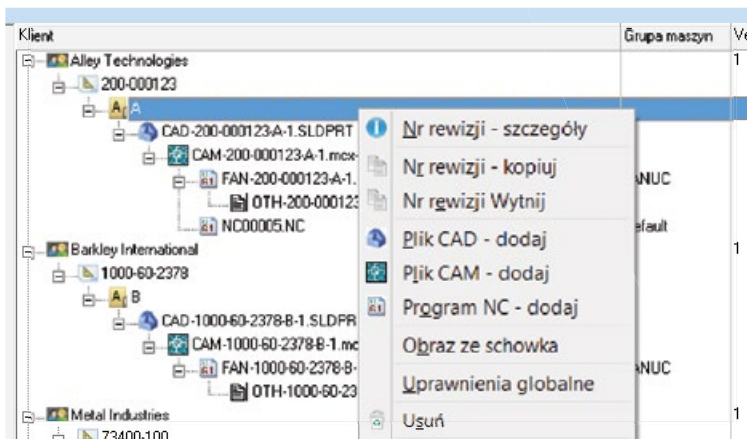 Klient Grupa maszyn Ve
Alley Technologies 1
200-000123
A
CAD-200-000123-A-1.SLDPRT
CAM-200-000123-A-1.mcx-
FAN-200-000123-A-1. ANUC
OTH-200-000123
NC00005.NC efault
Barkley International 1
1000-60-2378
B
CAD-1000-60-2378-B-1.SLDPR
CAM-1000-60-2378-B-1.mc
FAN-1000-60-2378-B- ANUC
OTH-1000-60-23
Metal Industries 1
73400-100
Nr rewizji - szczegóły
Nr rewizji - kopiuj
Nr rewizji Wytnij
Plik CAD - dodaj
Plik CAM - dodaj
Program NC - dodaj
Obraz ze schowka
Uprawnienia globalne
Usuń